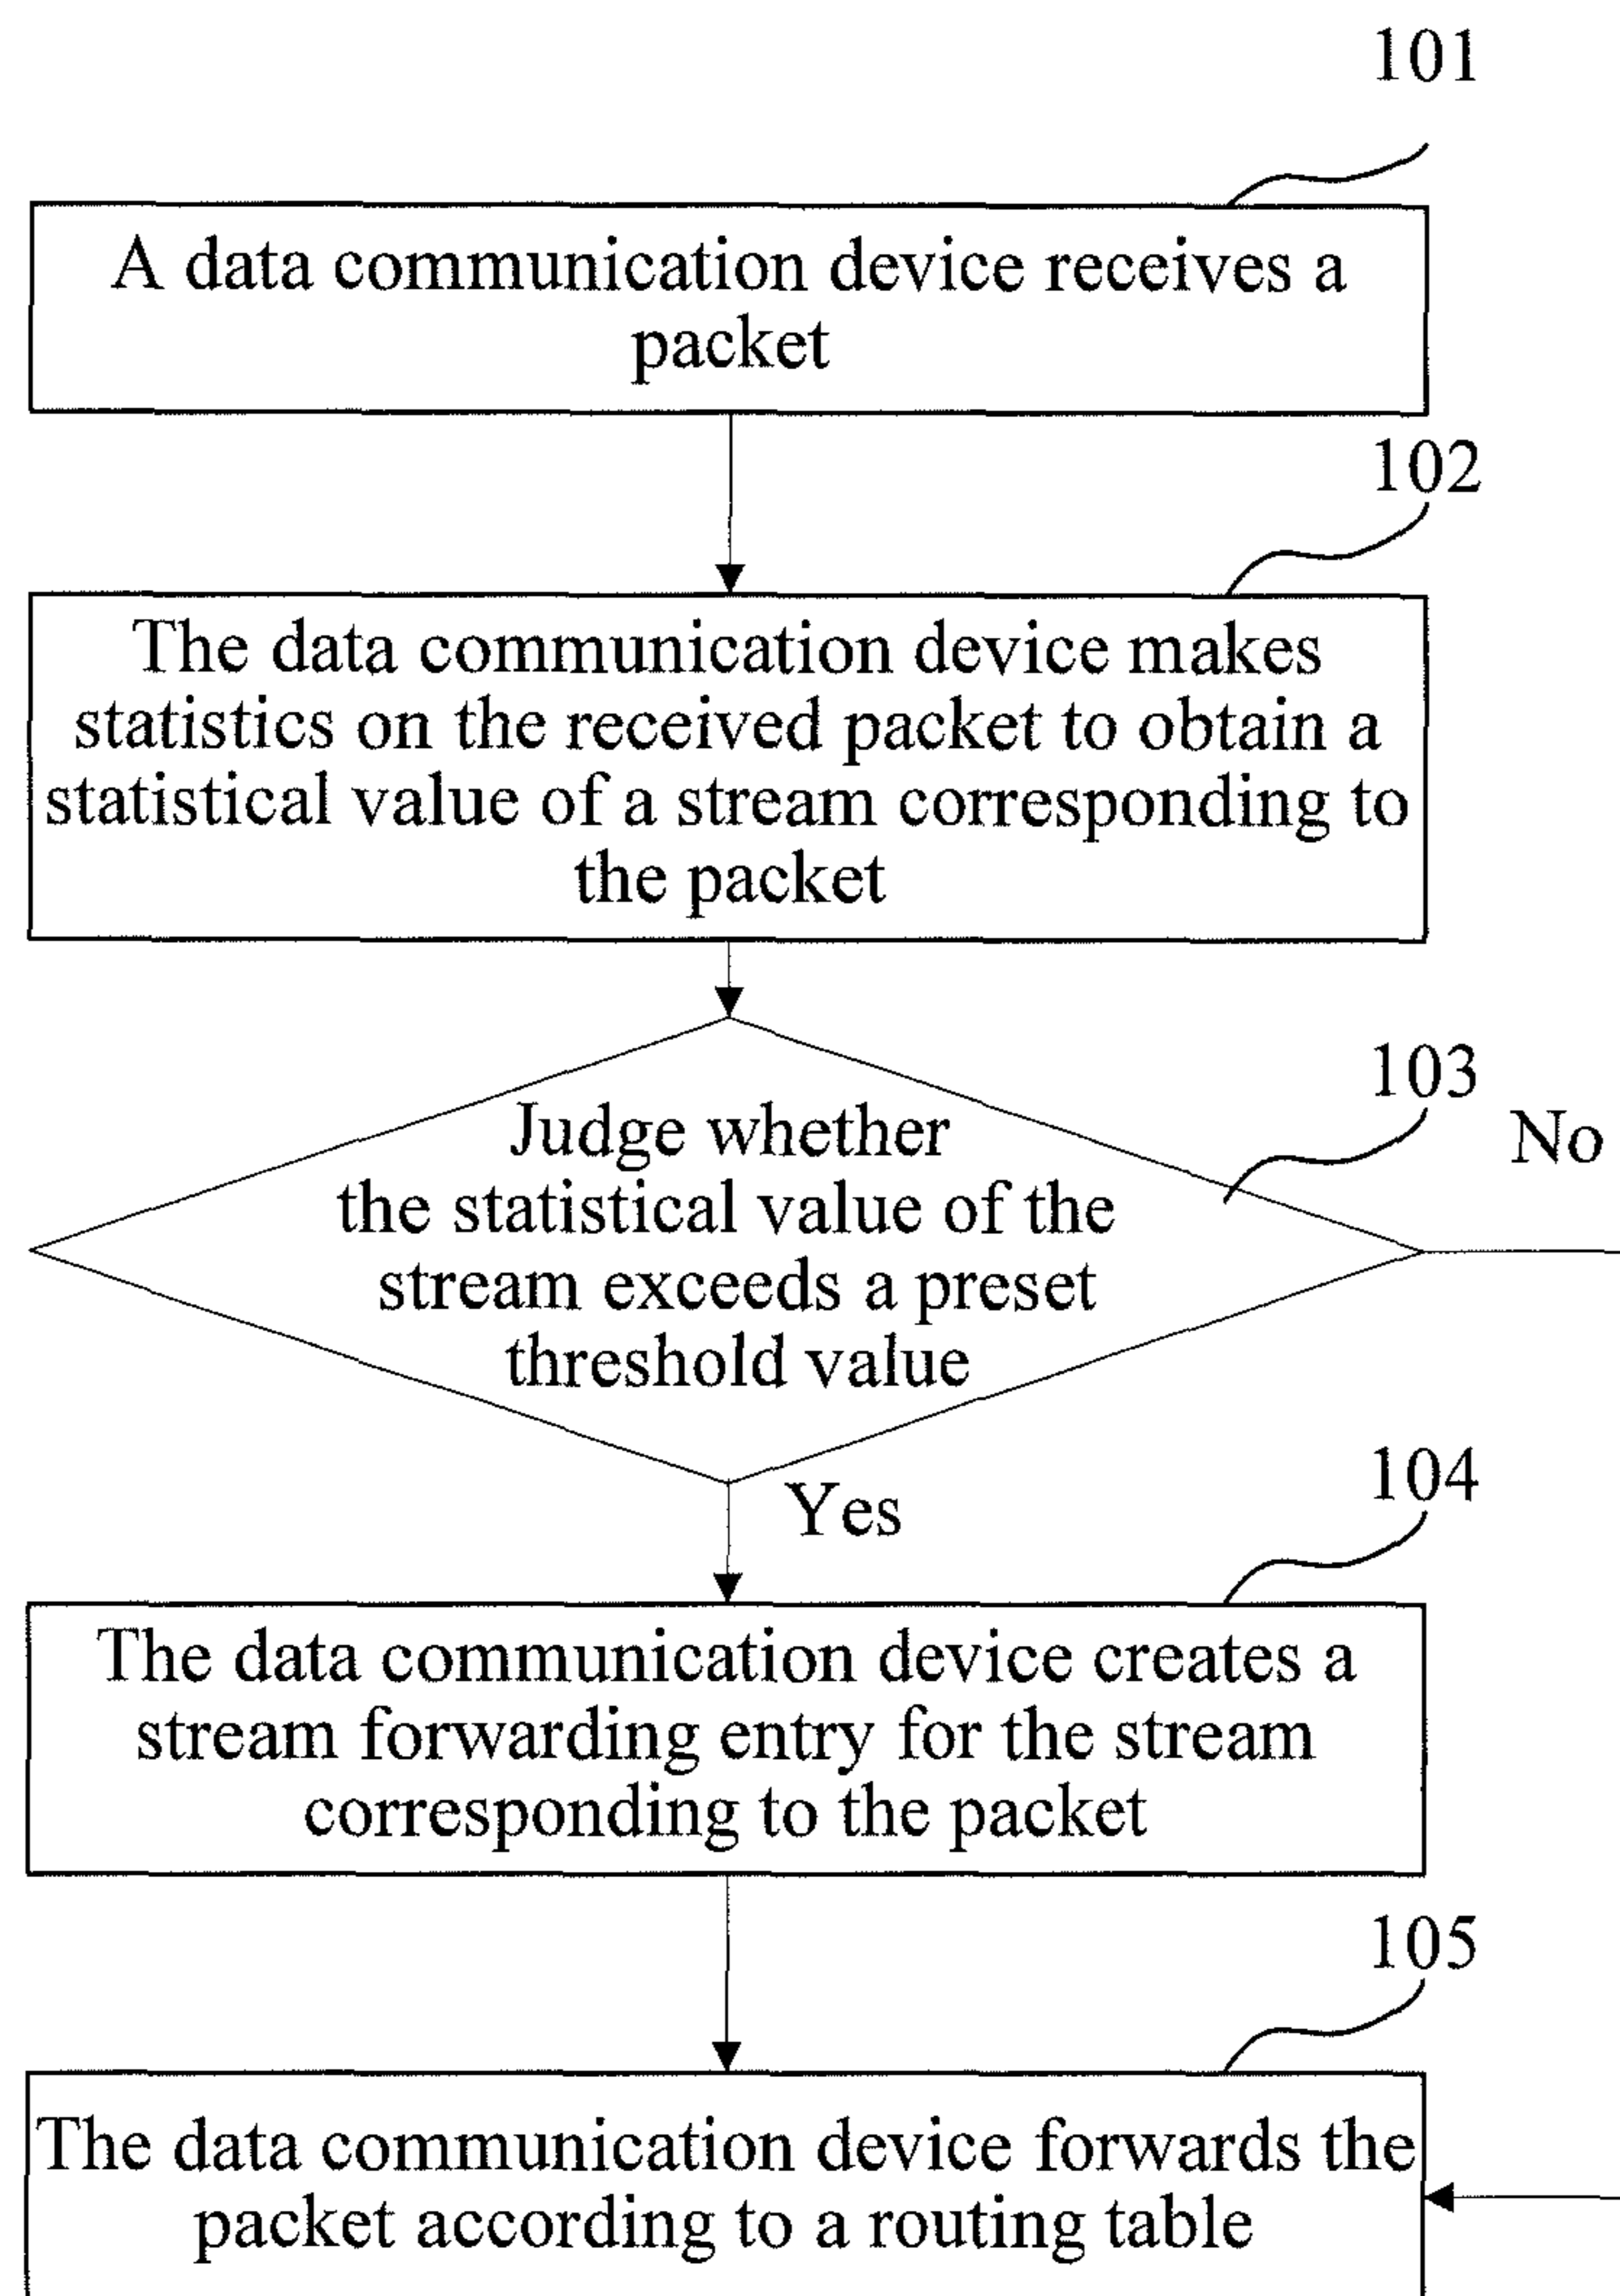 101
A data communication device receives a
packet
102
The data communication device makes
statistics on the received packet to obtain a
statistical value of a stream corresponding to
the packet
103
No
Judge whether
the statistical value of the
stream exceeds a preset
threshold value
Yes
104
The data communication device creates a
stream forwarding entry for the stream
corresponding to the packet
105
The data communication device forwards the
packet according to a routing table